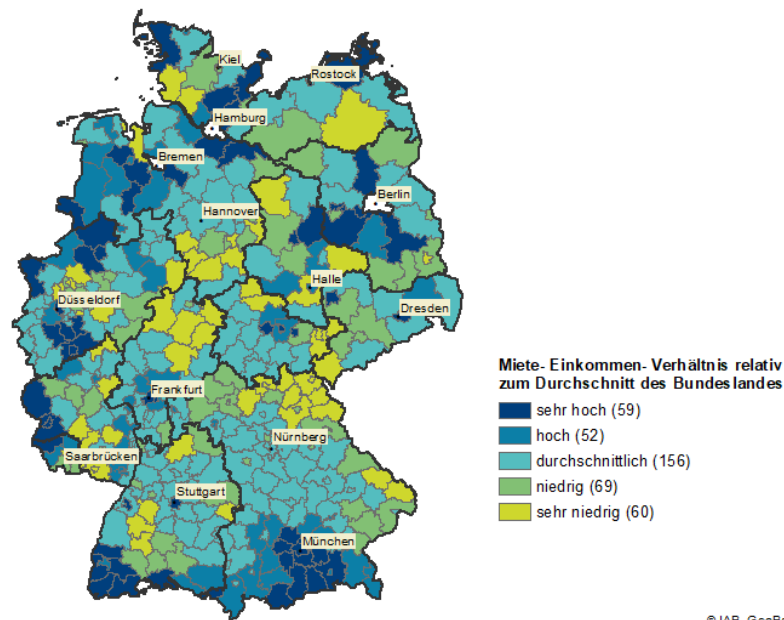 Kiel
Rostock
Hamburg
Bremen
Berlin
Hannover
Halle
Düsseldorf
Dresden
Miete- Einkommen- Verhältnis relativ
zum Durchschnitt des Bundeslandes
Frankfurt
sehr hoch (59)
hoch (52)
Nürnberg
Saarbrücken
durchschnittlich (156)
niedrig (69)
Stuttgart
sehr niedrig (60)
München